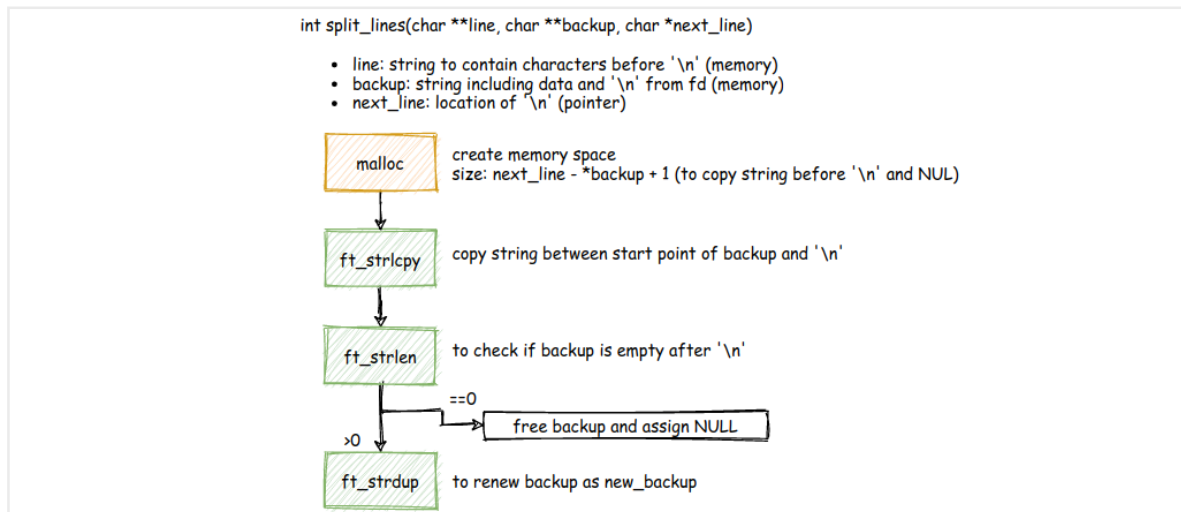 int split_lines(char **line, char **backup, char *next_line)
• line: string to contain characters before '\n' (memory)
• backup: string including data and '\n' from fd (memory)
• next_line: location of '\n' (pointer)
malloc
create memory space
size: next_line - *backup + 1 (to copy string before '\n' and NUL)
ft_strlcpy
copy string between start point of backup and '\n'
ft_strlen
to check if backup is empty after '\n'
==0
free backup and assign NULL
>0
ft_strdup
to renew backup as new_backup